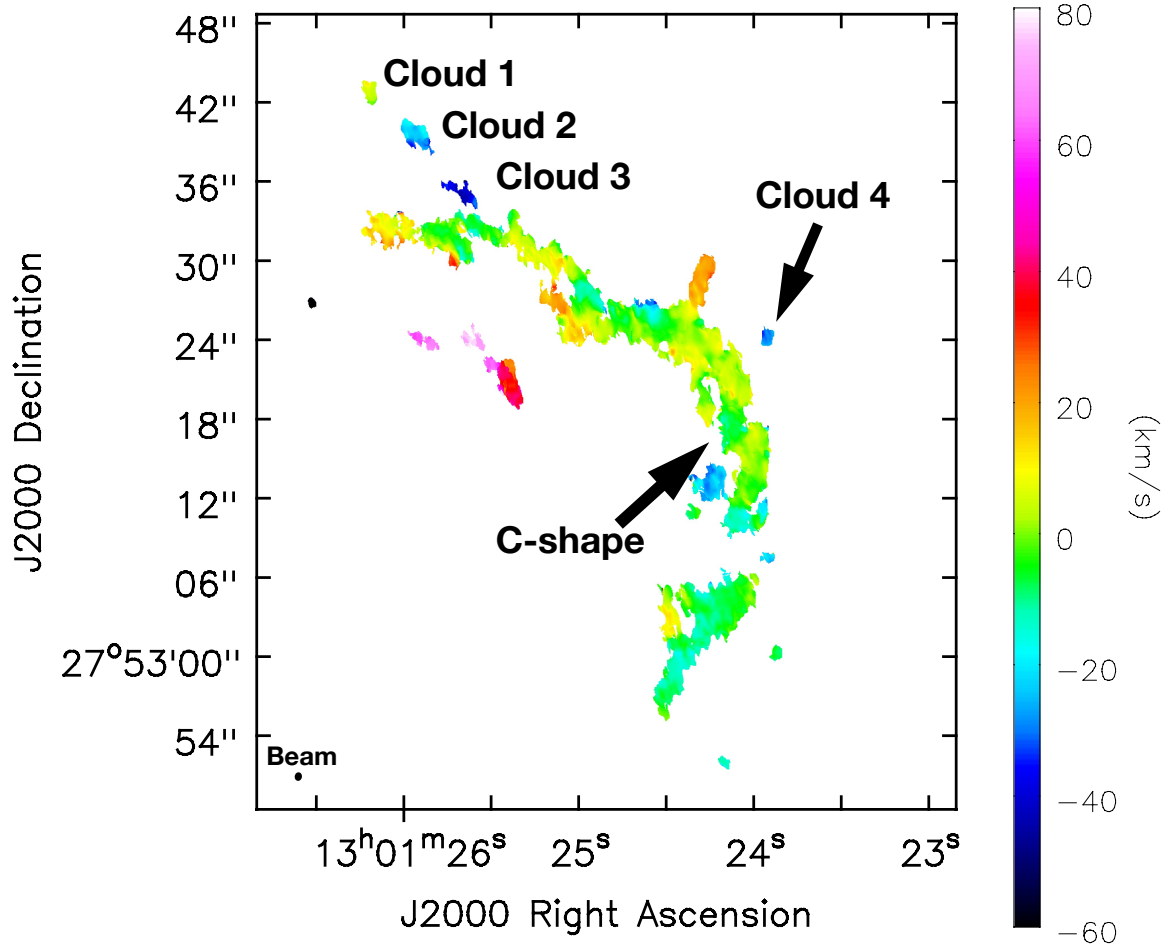 48"
Cloud 1
42"
Cloud 2
36"
Cloud 3
Cloud 4
30"
24"
18"
12"
C-shape
06"
27°53'00"
54"
Beam
13h01m26s 25s 24s 23s
J2000 Right Ascension
J2000 Declination
80
60
40
20
0
−20
−40
−60
(km/s)